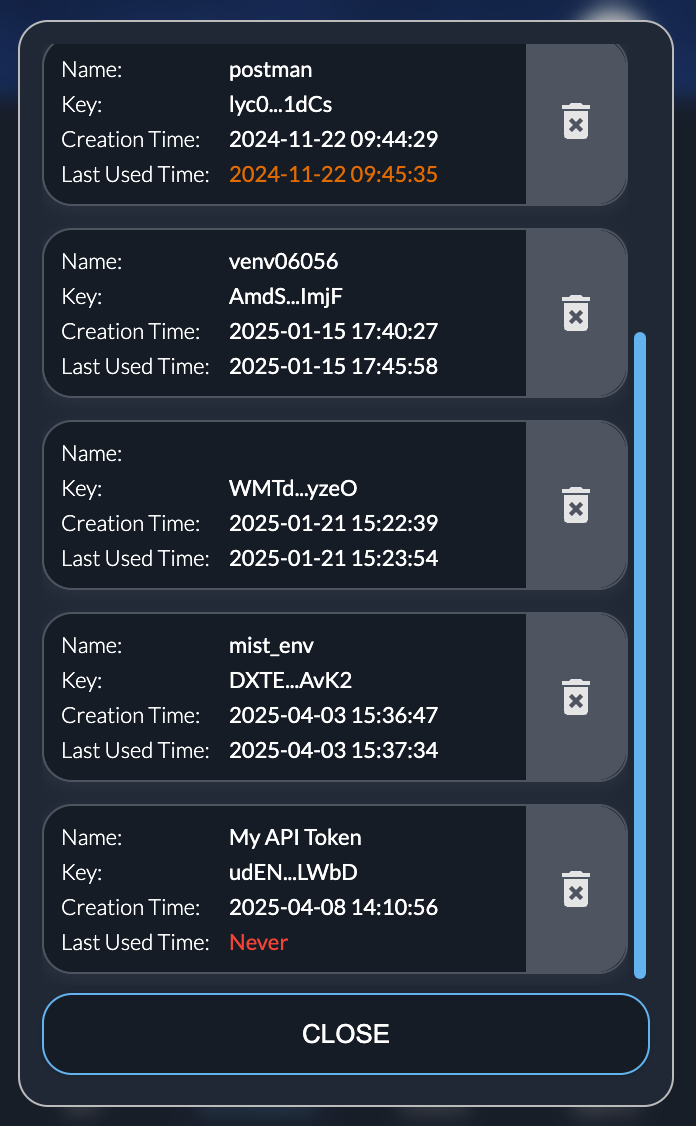 Name: postman
Key: lyc0...1dCs
Creation Time: 2024-11-22 09:44:29
Last Used Time: 2024-11-22 09:45:35
Name: venv06056
Key: AmdS...ImjF
Creation Time: 2025-01-15 17:40:27
Last Used Time: 2025-01-15 17:45:58
Name:
Key: WMTd...yzeO
Creation Time: 2025-01-21 15:22:39
Last Used Time: 2025-01-21 15:23:54
Name: mist_env
Key: DXTE...AvK2
Creation Time: 2025-04-03 15:36:47
Last Used Time: 2025-04-03 15:37:34
Name: My API Token
Key: udEN...LWbD
Creation Time: 2025-04-08 14:10:56
Last Used Time: Never
CLOSE